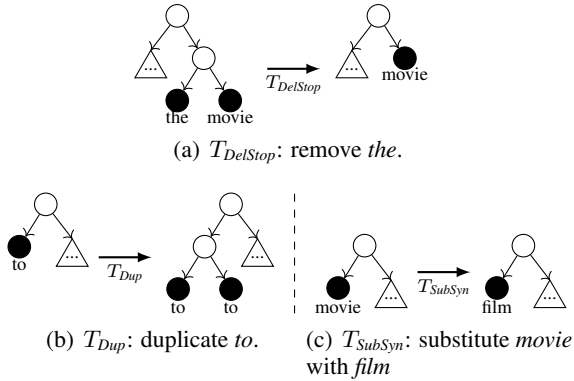 ...
...
the movie
T_DelStop
movie
(a) T_DelStop: remove the.
to
...
T_Dup
...
to to
movie
...
T_SubSyn
film
...
(b) T_Dup: duplicate to.
(c) T_SubSyn: substitute movie
with film